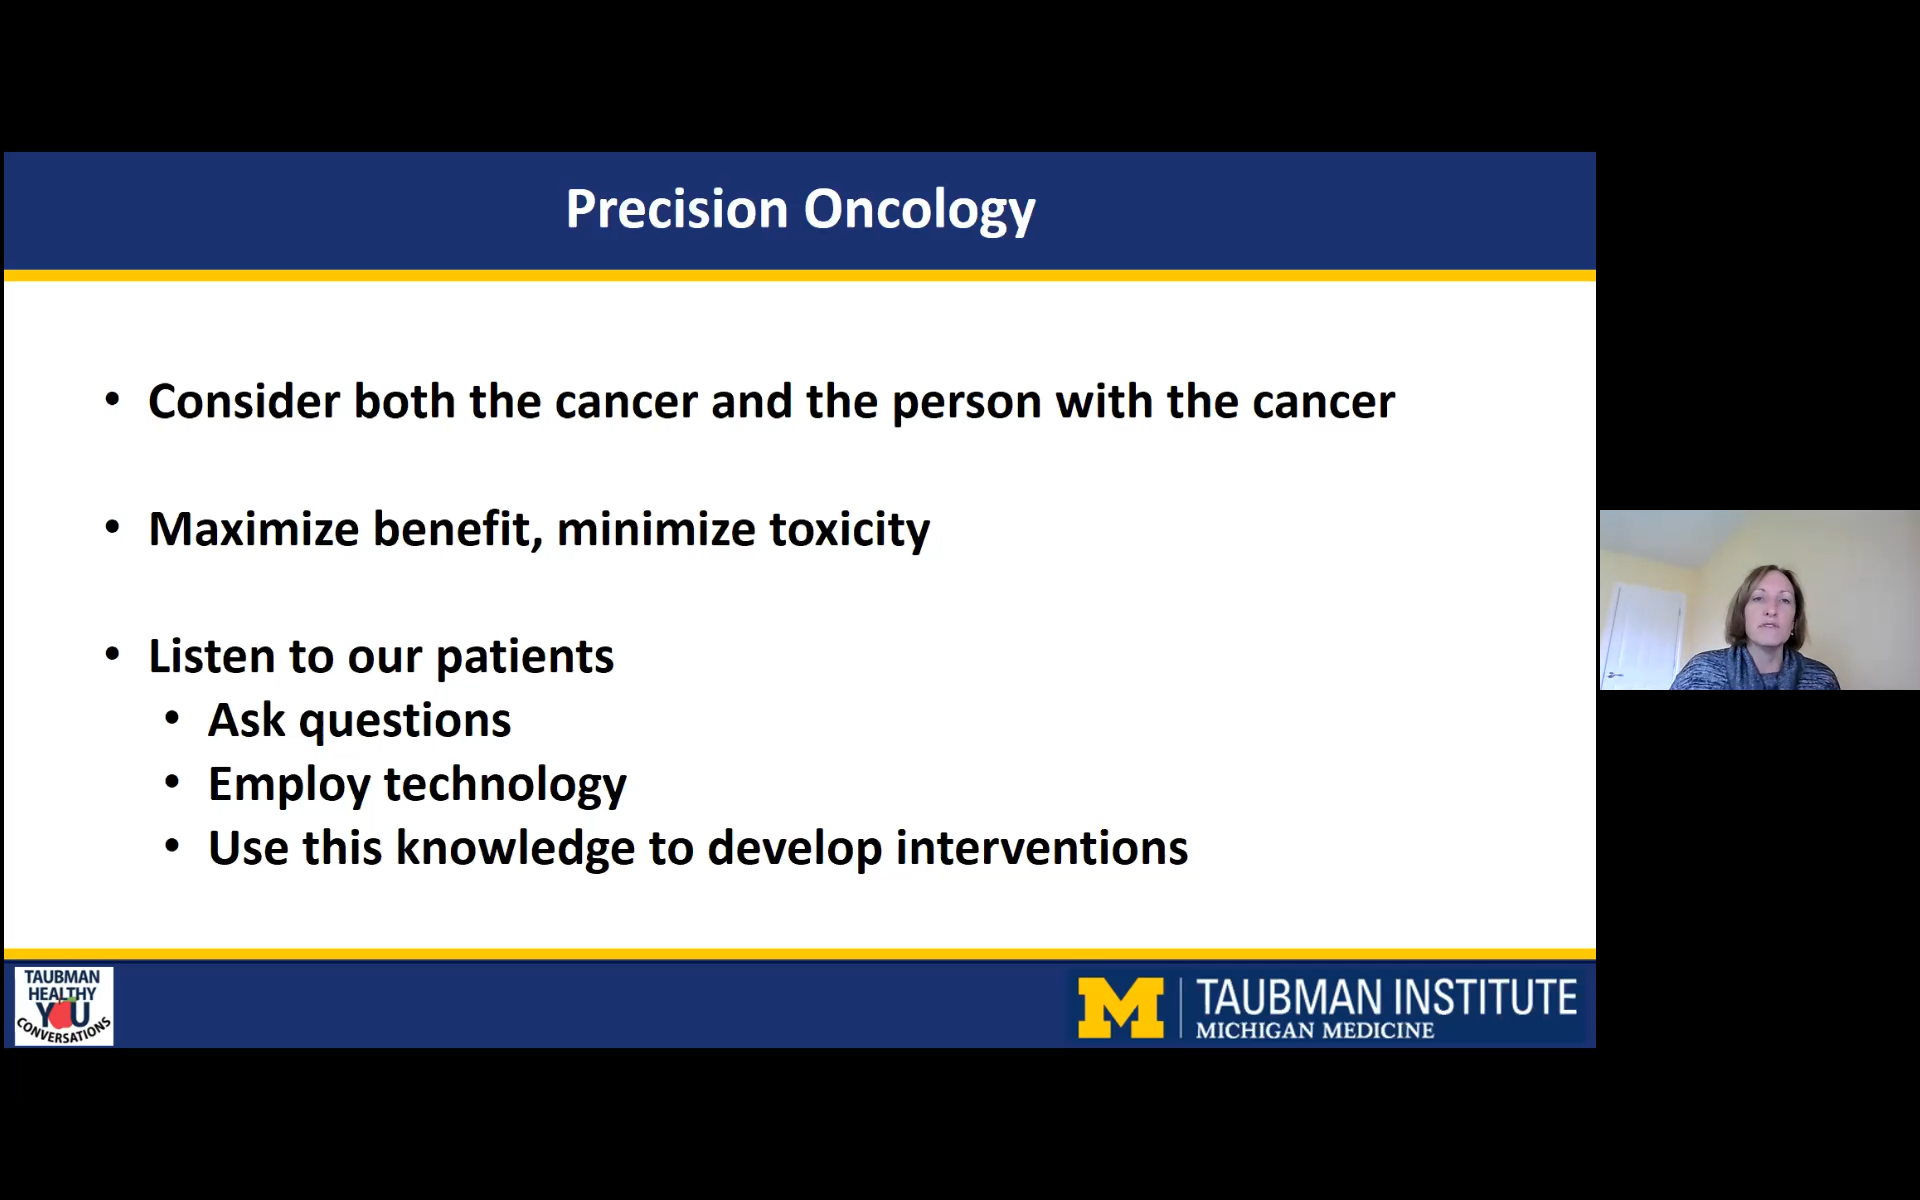 Precision Oncology
• Consider both the cancer and the person with the cancer
• Maximize benefit, minimize toxicity
• Listen to our patients
• Ask questions
• Employ technology
• Use this knowledge to develop interventions
TAUBMAN
HEALTHY
YOU
CONVERSATIONS
M
TAUBMAN INSTITUTE
MICHIGAN MEDICINE